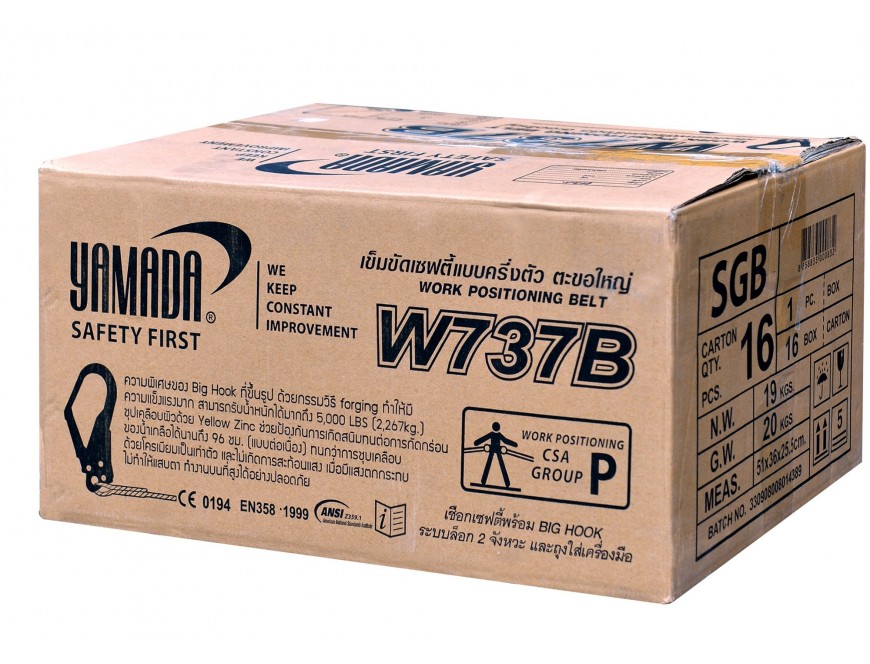 WE
KEEP
CONSTANT
IMPROVEMENT
YAMADA®
SAFETY FIRST
W737B
YAMADA®
SAFETY FIRST
WE
KEEP
CONSTANT
IMPROVEMENT
เข็มขัดเซฟตี้แบบครึ่งตัว ตะขอใหญ่
WORK POSITIONING BELT
W737B
ความพิเศษของ Big Hook ที่ขึ้นรูป ด้วยกรรมวิธี forging ทำให้มี
ความแข็งแรงมาก สามารถรับน้ำหนักได้มากถึง 5,000 LBS (2,267kg.)
ชุบเคลือบผิวด้วย Yellow Zinc ช่วยป้องกันการเกิดสนิมทนต่อการกัดกร่อน
ของน้ำเกลือได้นานถึง 96 ชม. (แบบต่อเนื่อง) ทนกว่าการชุบเคลือบ
ด้วยโครเมียมเป็นเท่าตัว และไม่เกิดการสะท้อนแสง เมื่อมีแสงตกกระทบ
ไม่ทำให้แสบตา ทำงานบนที่สูงได้อย่างปลอดภัย
CE 0194 EN358 ·1999
ANSI Z359.1
American National Standards Institute
i
WORK POSITIONING
CSA
GROUP P
เชือกเซฟตี้พร้อม BIG HOOK
ระบบล็อก 2 จังหวะ และถุงใส่เครื่องมือ
SGB
CARTON QTY. 16 1 PC. BOX
PCS. 16 BOX CARTON
N.W. 19 KGS.
G.W. 20 KGS.
MEAS. 51x36x25.5cm.
BATCH NO. 330908008014389
5